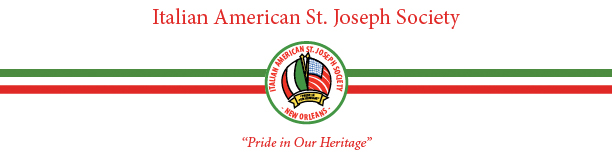 Italian American St. Joseph Society
ITALIAN AMERICAN ST. JOSEPH SOCIETY
- NEW ORLEANS -
“Pride in Our Heritage”